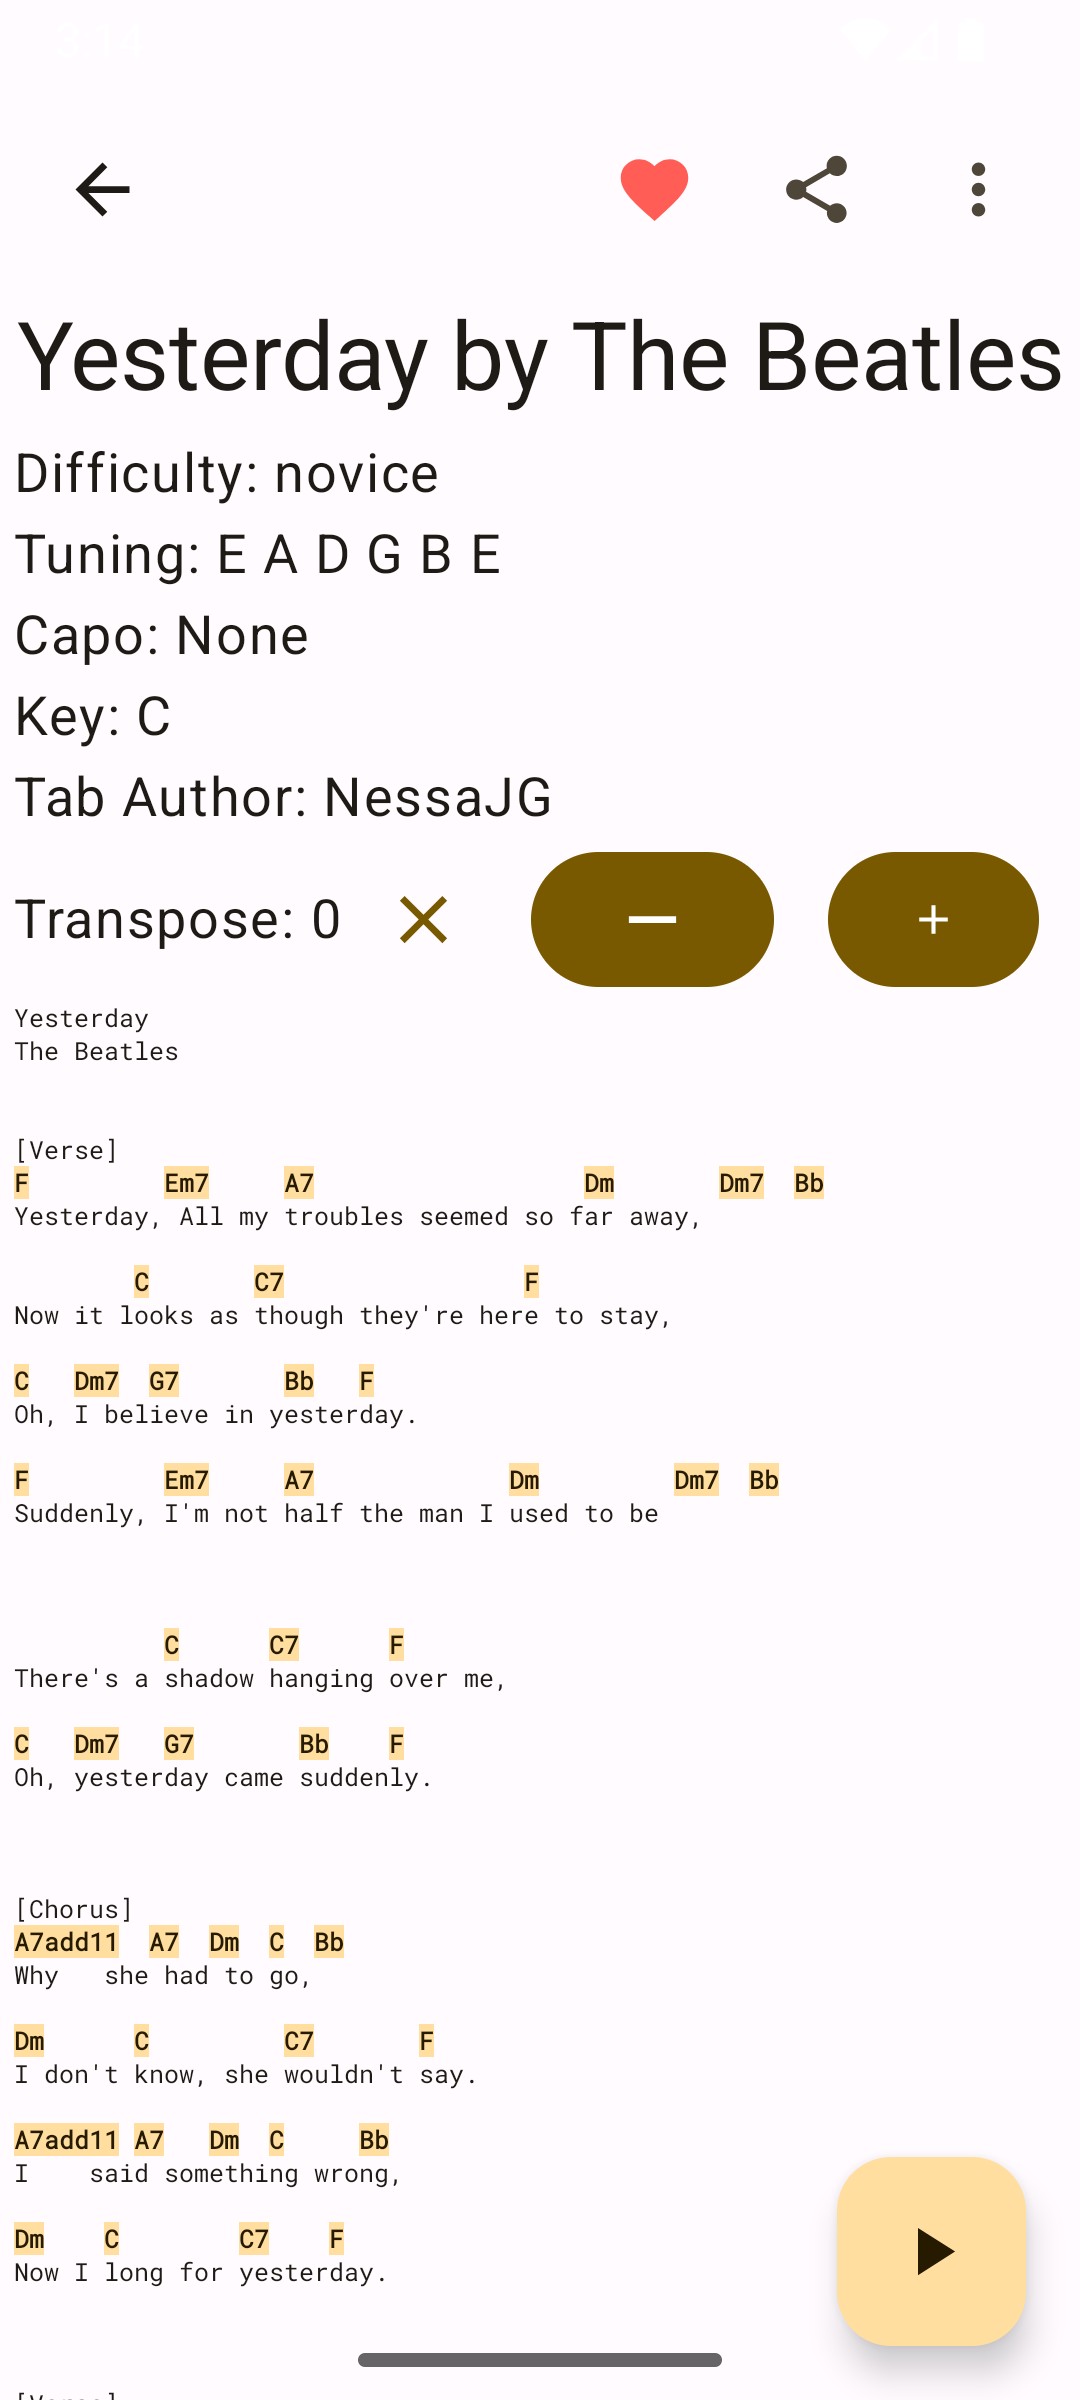 Yesterday by The Beatles
Difficulty: novice
Tuning: E A D G B E
Capo: None
Key: C
Tab Author: NessaJG
Transpose: 0
Yesterday
The Beatles
[Verse]
F         Em7     A7                  Dm       Dm7  Bb
Yesterday, All my troubles seemed so far away,
        C       C7                F
Now it looks as though they're here to stay,
C   Dm7  G7       Bb   F
Oh, I believe in yesterday.
F         Em7     A7             Dm         Dm7  Bb
Suddenly, I'm not half the man I used to be
          C      C7      F
There's a shadow hanging over me,
C   Dm7   G7       Bb    F
Oh, yesterday came suddenly.
[Chorus]
A7add11  A7  Dm  C  Bb
Why   she had to go,
Dm      C         C7       F
I don't know, she wouldn't say.
A7add11 A7   Dm  C     Bb
I    said something wrong,
Dm    C        C7    F
Now I long for yesterday.
[Verse]